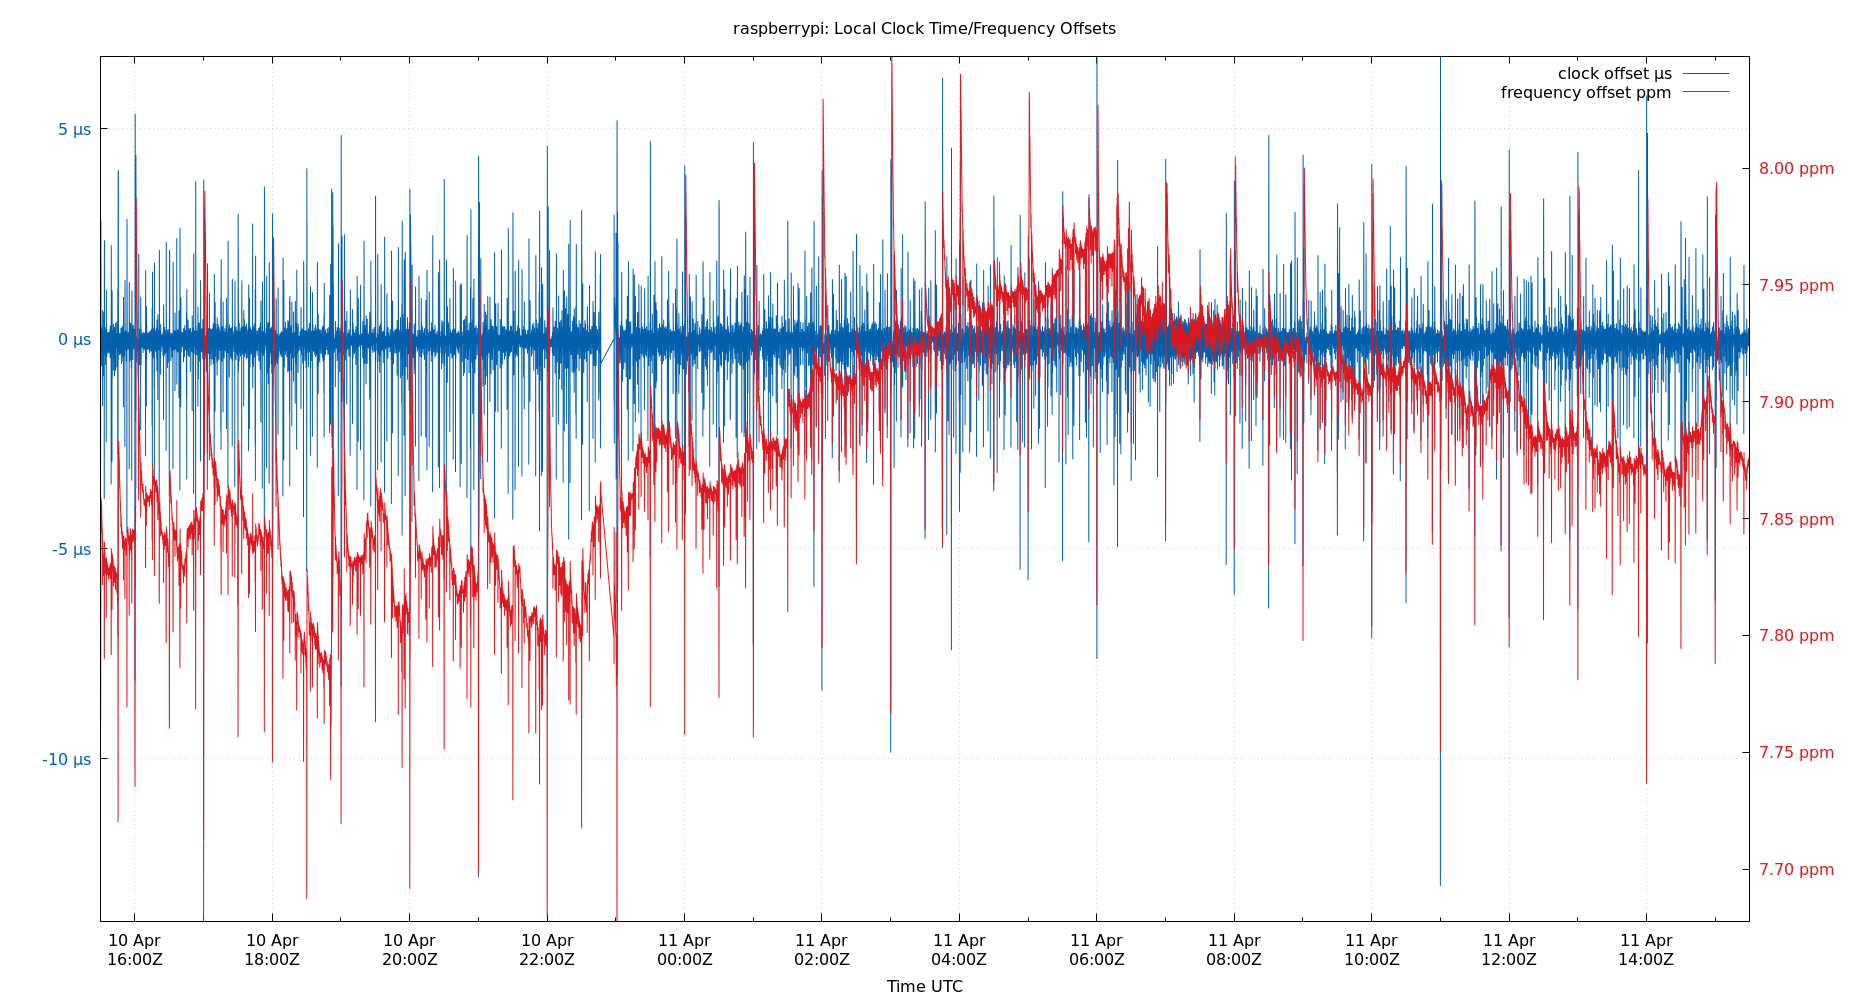 raspberrypi: Local Clock Time/Frequency Offsets
clock offset µs
frequency offset ppm
5 µs
0 µs
-5 µs
-10 µs
8.00 ppm
7.95 ppm
7.90 ppm
7.85 ppm
7.80 ppm
7.75 ppm
7.70 ppm
10 Apr 10 Apr 10 Apr 10 Apr 11 Apr 11 Apr 11 Apr 11 Apr 11 Apr 11 Apr 11 Apr 11 Apr
16:00Z 18:00Z 20:00Z 22:00Z 00:00Z 02:00Z 04:00Z 06:00Z 08:00Z 10:00Z 12:00Z 14:00Z
Time UTC